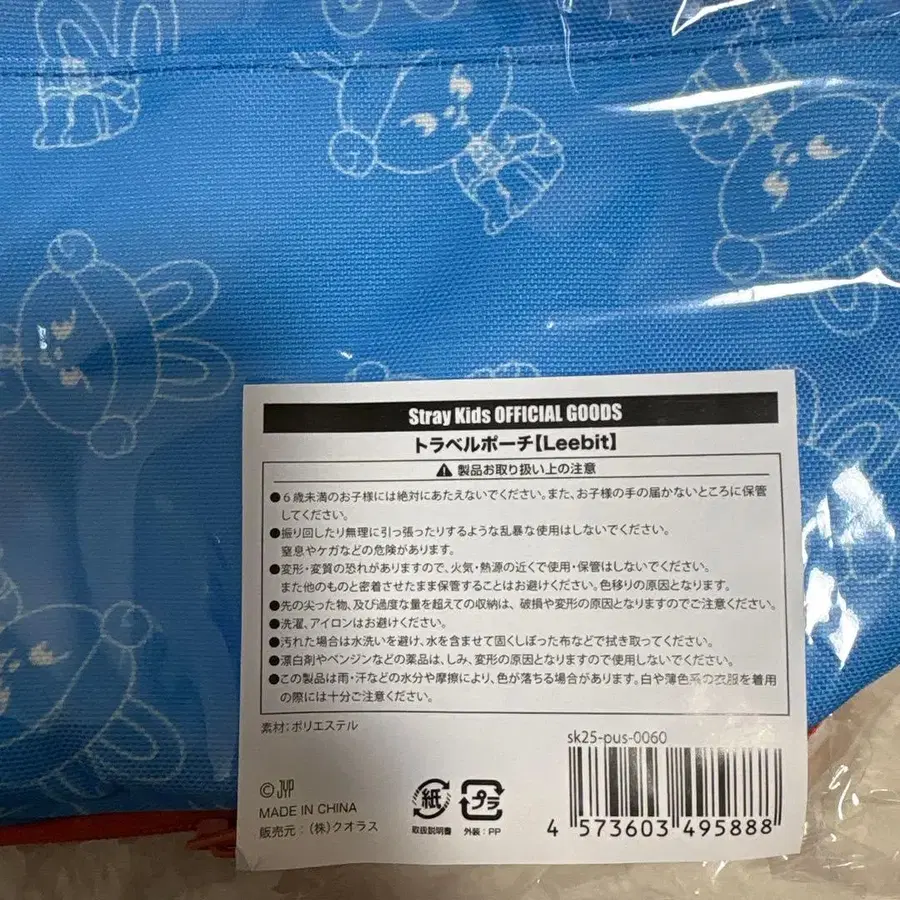 Stray Kids OFFICIAL GOODS
トラベルポーチ【Leebit】
⚠ 製品お取り扱い上の注意
●6歳未満のお子様には絶対にあたえないでください。また、お子様の手の届かないところに保管
してください。
●振り回したり無理に引っ張ったりするような乱暴な使用はしないでください。
窒息やケガなどの危険があります。
●変形・変質の恐れがありますので、火気・熱源の近くで使用・保管はしないでください。
また他のものと密着させたまま保管することはお避けください。色移りの原因となります。
●先の尖った物、及び過度な量を超えての収納は、破損や変形の原因となりますのでご注意ください。
●洗濯、アイロンはお避けください。
●汚れた場合は水洗いを避け、水を含ませて固くしぼった布などで拭き取ってください。
●漂白剤やベンジンなどの薬品は、しみ、変形の原因となりますので使用しないでください。
●この製品は雨・汗などの水分や摩擦により、色が落ちる場合があります。白や薄色系の衣服を着用
の際には十分ご注意ください。
素材:ポリエステル
sk25-pus-0060
© JYP
MADE IN CHINA
販売元:(株)クオラス
紙
取扱説明書
プラ
外装:PP
4 573603 495888